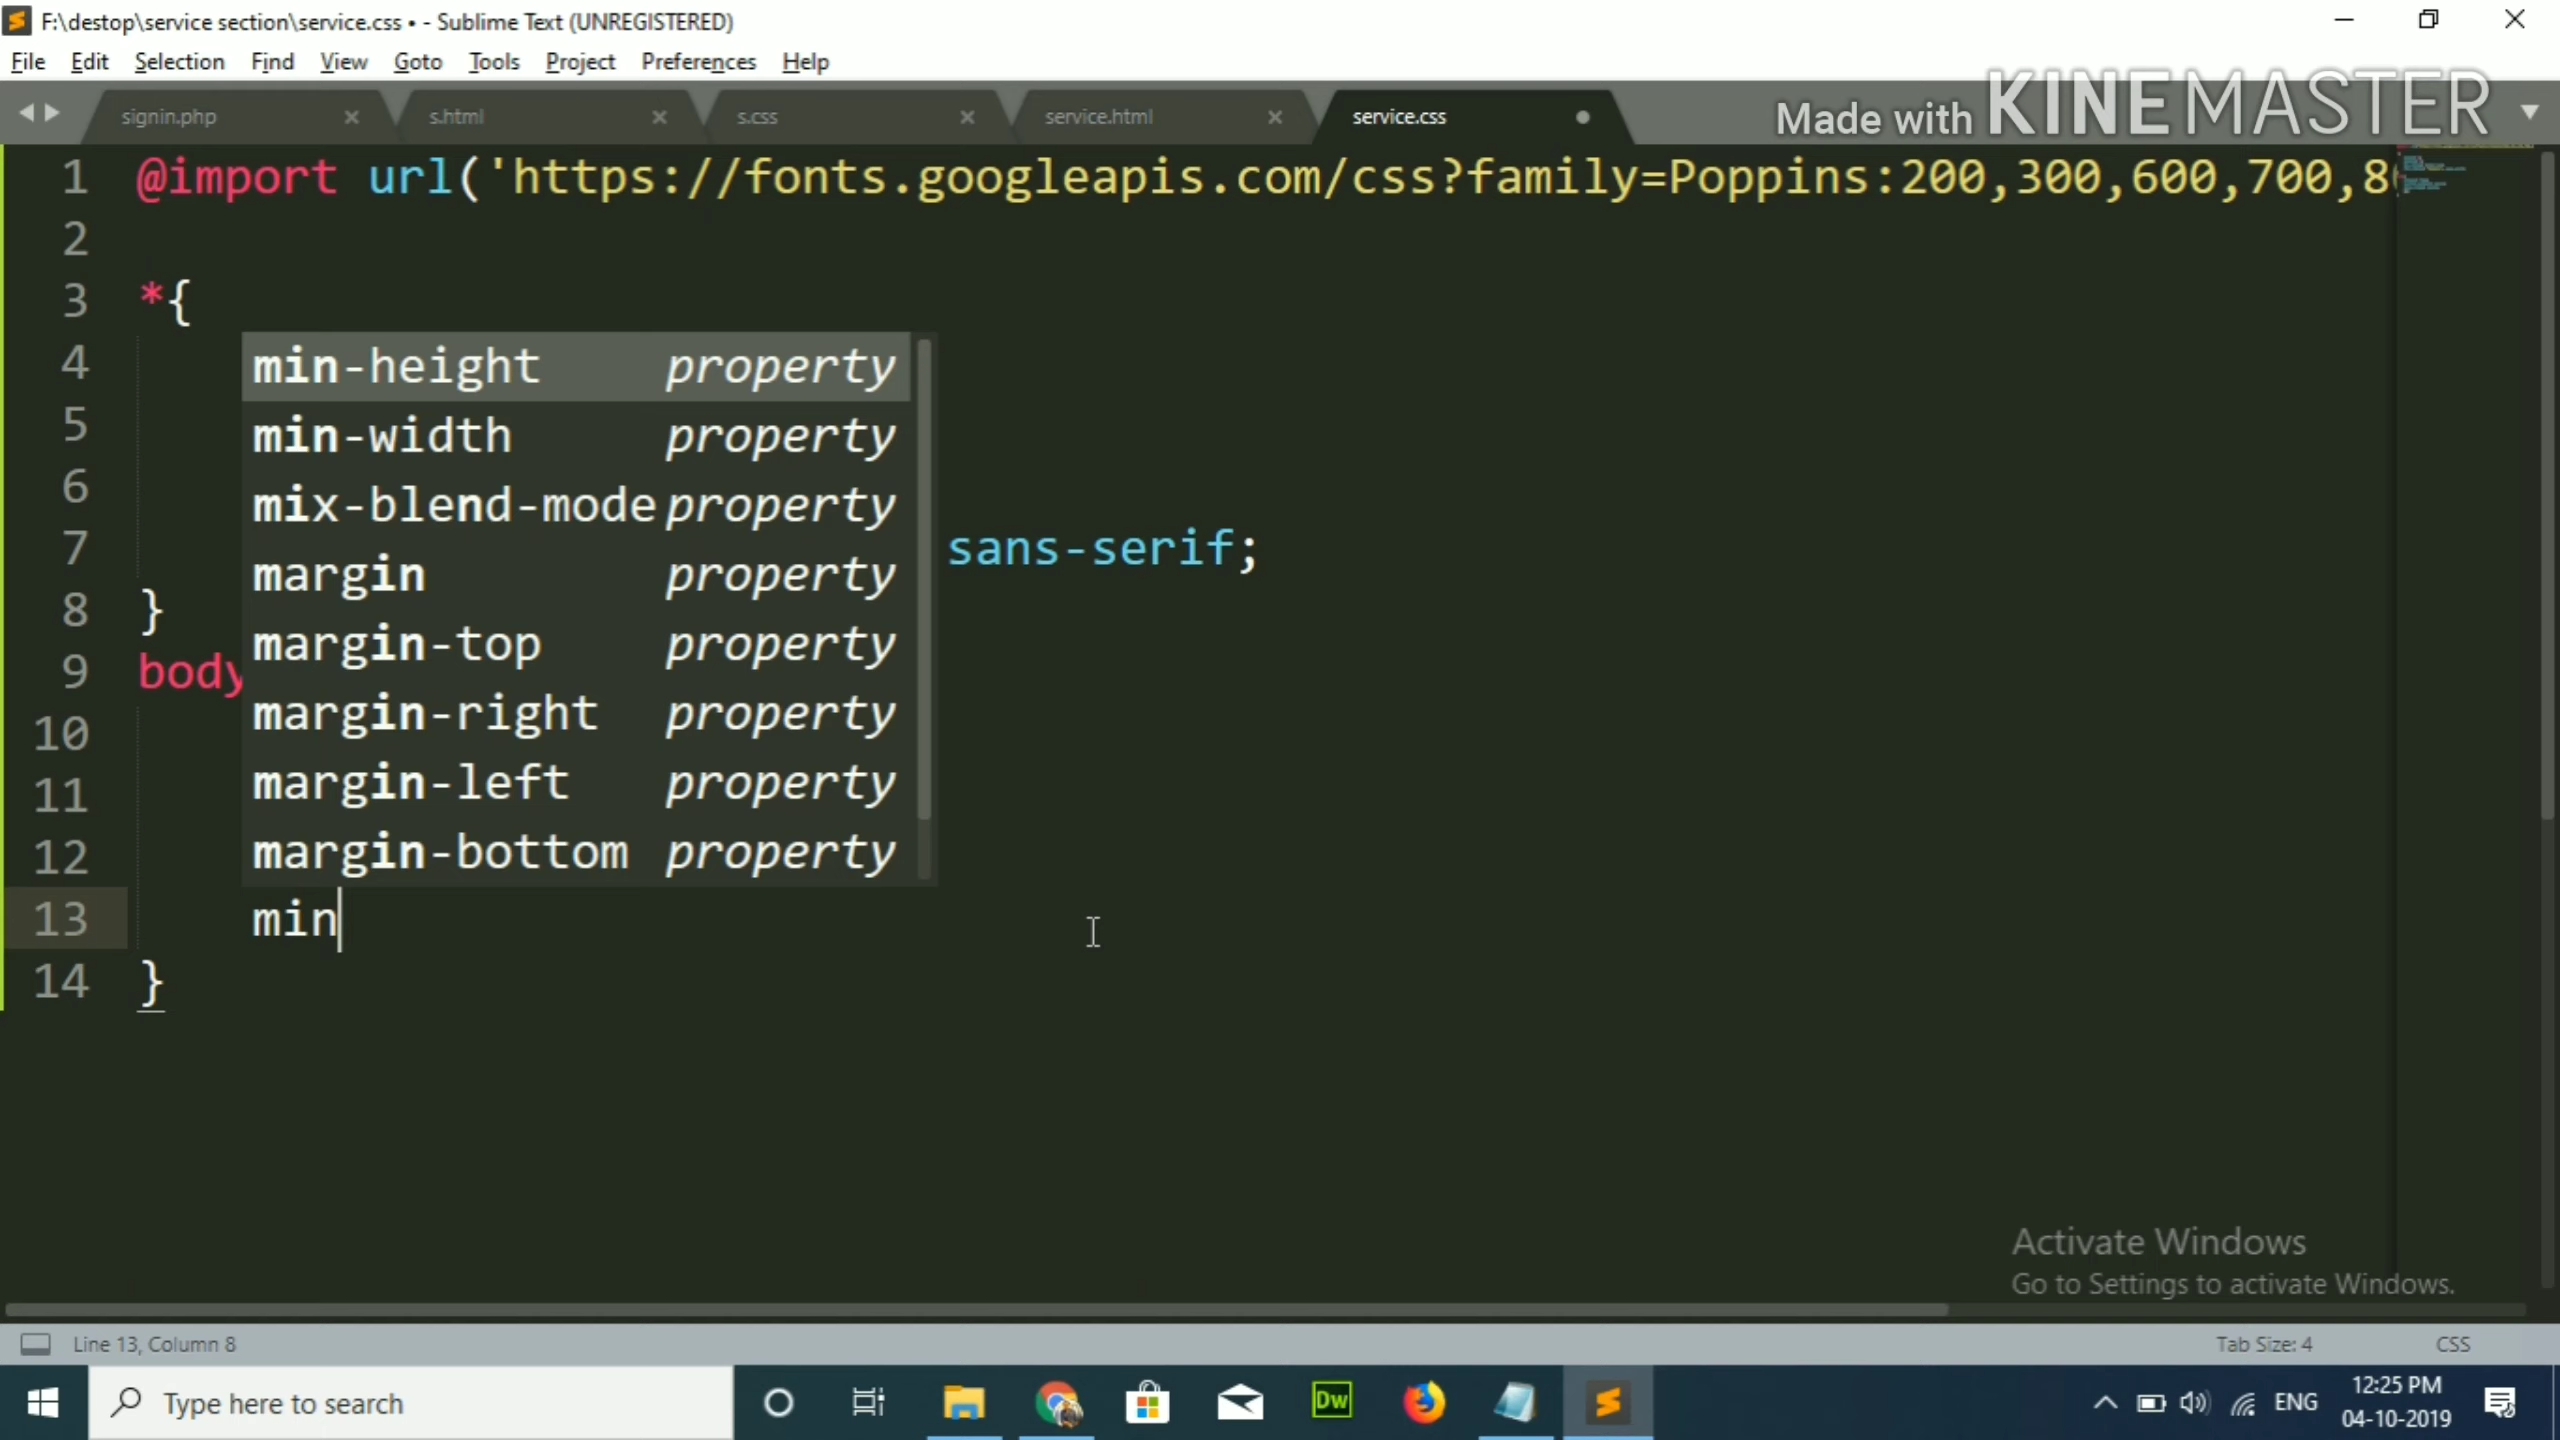 F:\destop\service section\service.css • - Sublime Text (UNREGISTERED)
File Edit Selection Find View Goto Tools Project Preferences Help
Made with KINEMASTER
signin.php s.html s.css service.html service.css
1 @import url('https://fonts.googleapis.com/css?family=Poppins:200,300,600,700,8
2
3 *{
4 min-height property
5 min-width property
6 mix-blend-mode property
7 sans-serif;
margin property
8 }
margin-top property
9 body
10 margin-right property
11 margin-left property
12 margin-bottom property
13 min
14 }
Activate Windows
Go to Settings to activate Windows.
Line 13, Column 8 Tab Size: 4 CSS
Type here to search Dw ENG 12:25 PM
04-10-2019